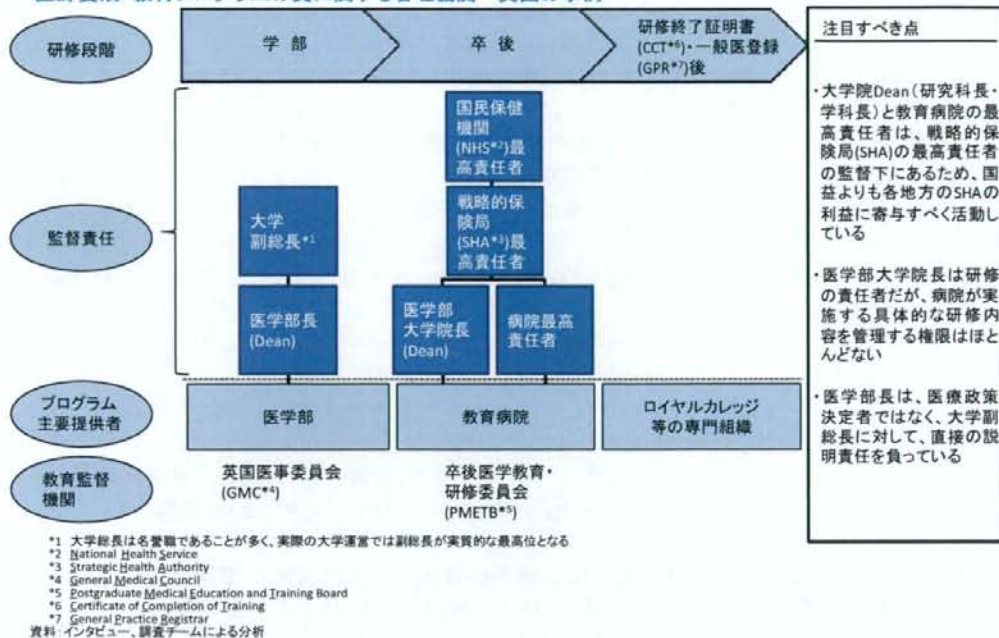 研修段階
学 部
卒 後
研修終了証明書
(CCT*6)・一般医登録
(GPR*7)後
監督責任
大学
副総長*1
医学部長
(Dean)
国民保健
機関
(NHS*2)最
高責任者
戦略的保
険局
(SHA*3)最
高責任者
医学部
大学院長
(Dean)
病院最高
責任者
プログラム
主要提供者
医学部
教育病院
ロイヤルカレッジ
等の専門組織
教育監督
機関
英国医事委員会
(GMC*4)
卒後医学教育・
研修委員会
(PMETB*5)
注目すべき点
・大学院Dean(研究科長・
学科長)と教育病院の最
高責任者は、戦略的保
険局(SHA)の最高責任者
の監督下にあるため、国
益よりも各地方のSHAの
利益に寄与すべく活動し
ている
・医学部大学院長は研修
の責任者だが、病院が実
施する具体的な研修内
容を管理する権限はほと
んどない
・医学部長は、医療政策
決定者ではなく、大学副
総長に対して、直接の説
明責任を負っている
*1 大学総長は名誉職であることが多く、実際の大学運営では副総長が実質的な最高位となる
*2 National Health Service
*3 Strategic Health Authority
*4 General Medical Council
*5 Postgraduate Medical Education and Training Board
*6 Certificate of Completion of Training
*7 General Practice Registrar
資料:インタビュー、調査チームによる分析